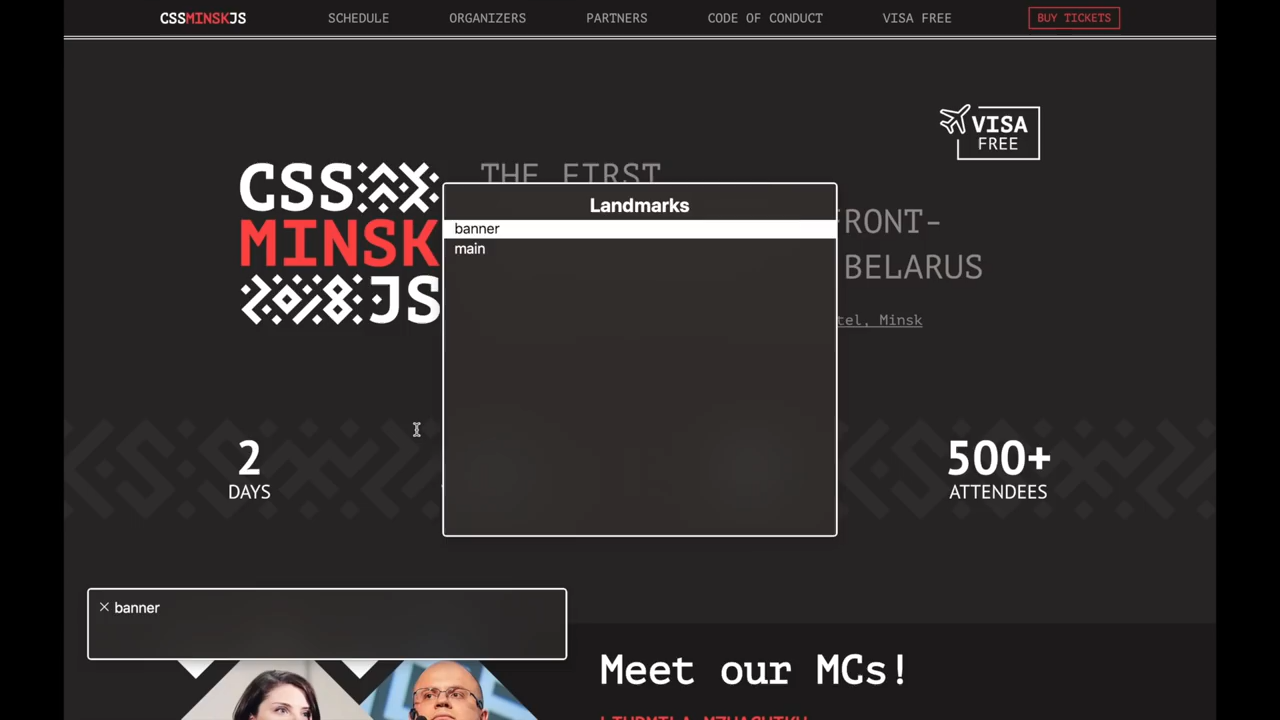 CSSMINSKJS SCHEDULE ORGANIZERS PARTNERS CODE OF CONDUCT VISA FREE BUY TICKETS
VISA
FREE
CSS
MINSK
2018 JS
THE FIRST
FRONT-
BELARUS
Minsk
Landmarks
banner
main
2
DAYS
500+
ATTENDEES
banner
Meet our MCs!